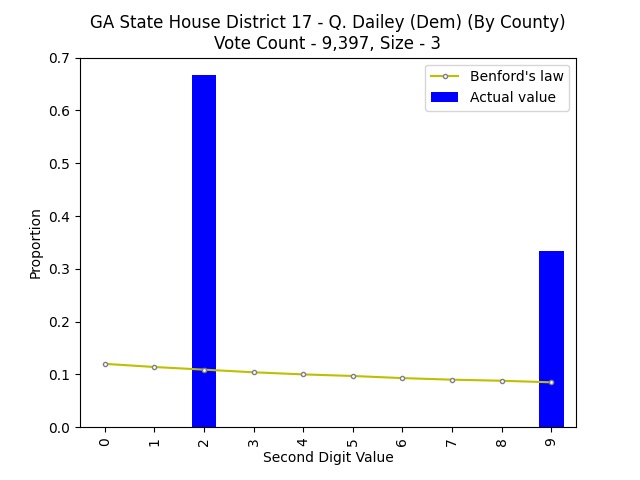 GA State House District 17 - Q. Dailey (Dem) (By County)
Vote Count - 9,397, Size - 3
Benford's law
Actual value
0.7
0.6
0.5
0.4
0.3
0.2
0.1
0.0
Proportion
0 1 2 3 4 5 6 7 8 9
Second Digit Value